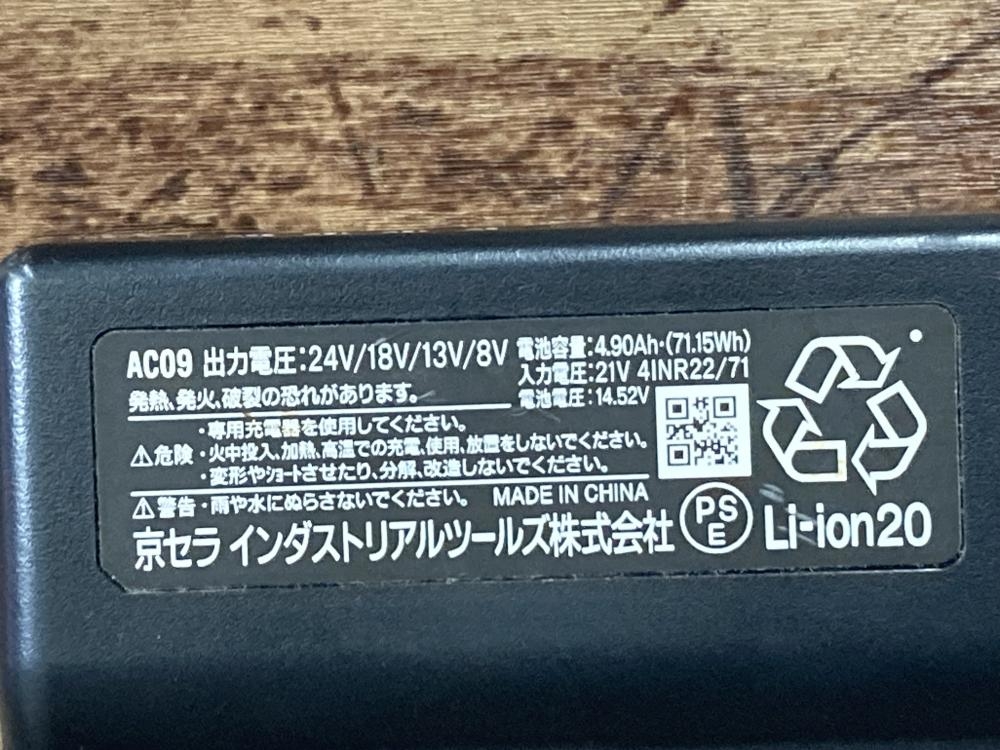 AC09 出力電圧:24V/18V/13V/8V
電池容量:4.90Ah·(71.15Wh)
入力電圧:21V 4INR22/71
電池電圧:14.52V
発熱、発火、破裂の恐れがあります。
⚠危険
・専用充電器を使用してください。
・火中投入、加熱、高温での充電、使用、放置をしないでください。
・変形やショートさせたり、分解、改造しないでください。
⚠警告・雨や水にぬらさないでください。 MADE IN CHINA
京セラ インダストリアルツールズ株式会社
PSE
Li-ion20